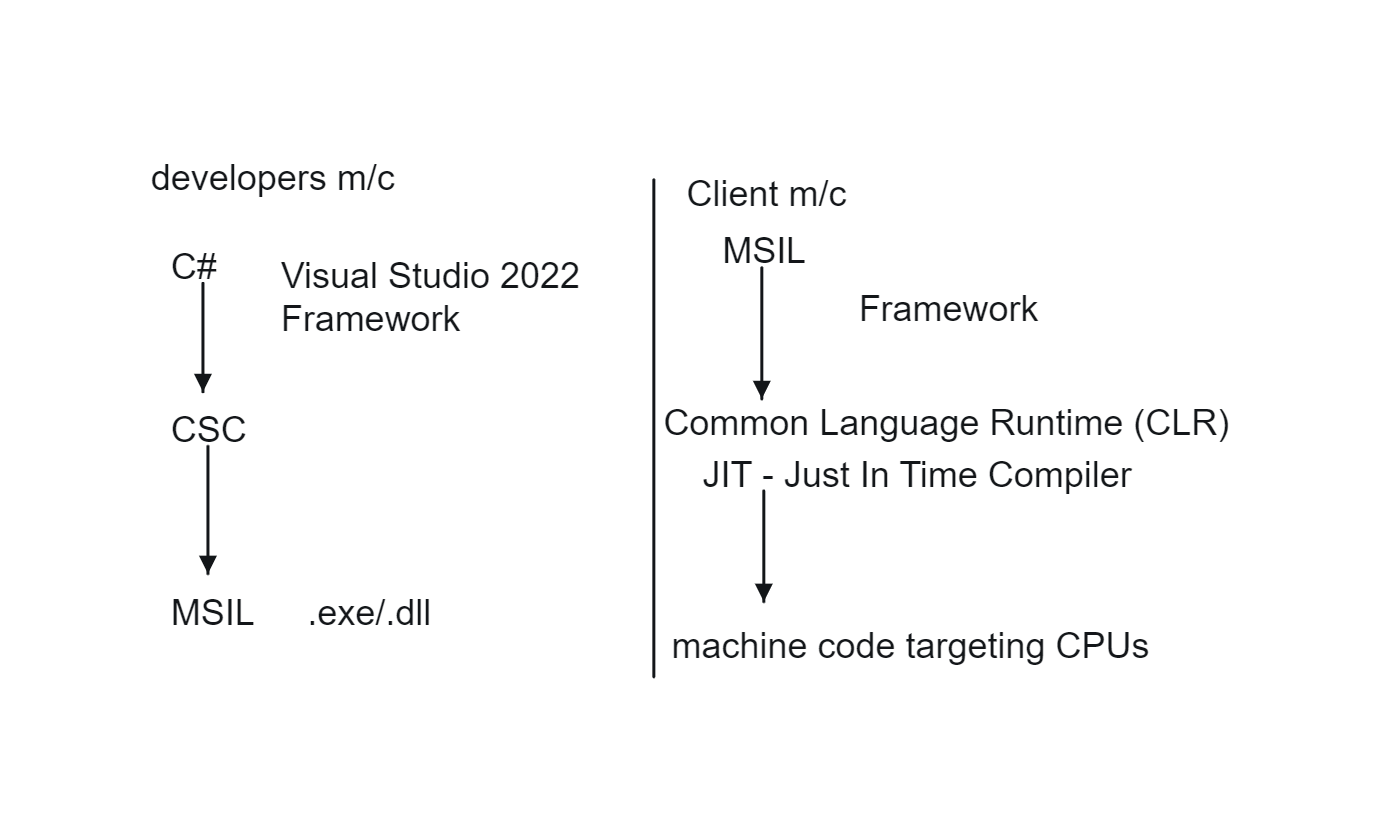 developers m/c
C#
Visual Studio 2022
Framework
CSC
MSIL
.exe/.dll
Client m/c
MSIL
Framework
Common Language Runtime (CLR)
JIT - Just In Time Compiler
machine code targeting CPUs